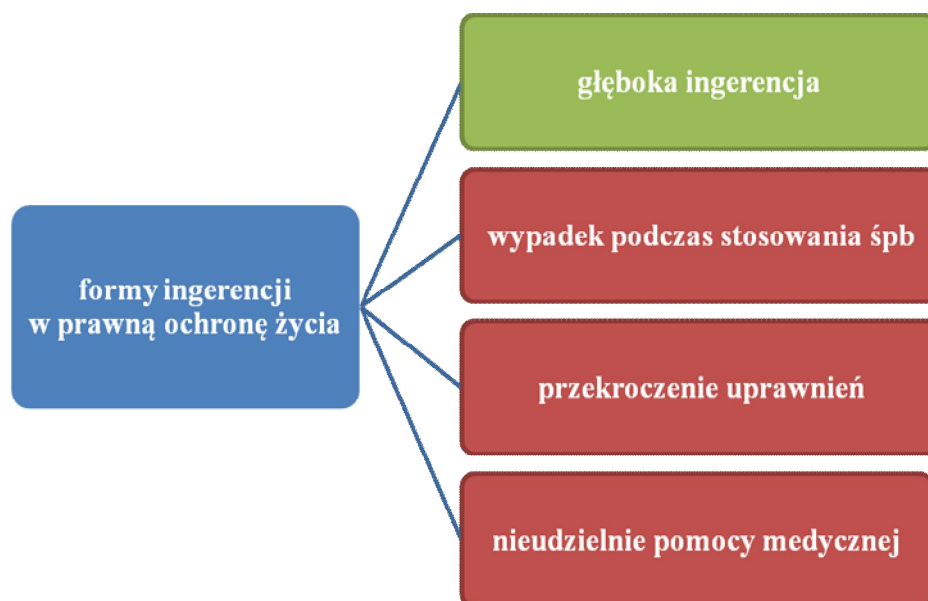 głęboka ingerencja
wypadek podczas stosowania śpb
formy ingerencji
w prawną ochronę życia
przekroczenie uprawnień
nieudzielnie pomocy medycznej